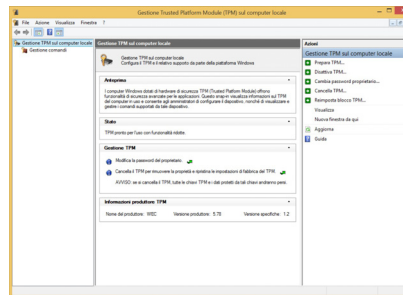 Gestione Trusted Platform Module (TPM) sul computer locale
File Azione Visualizza Finestra ?
Gestione TPM sul computer locale
Gestione comandi
Gestione TPM sul computer locale
Gestione TPM sul computer locale
Configura il TPM e il relativo supporto da parte della piattaforma Windows
Anteprima
I computer Windows dotati di hardware di sicurezza TPM (Trusted Platform Module) offrono
funzionalità di sicurezza avanzate per le applicazioni. Questo snap-in visualizza informazioni sul TPM
del computer in uso e consente agli amministratori di configurare il dispositivo, nonché di visualizzare e
gestire i comandi supportati da tale dispositivo.
Stato
TPM pronto per l'uso con funzionalità ridotte.
Gestione TPM
Modifica la password del proprietario.
Cancella il TPM per rimuovere la proprietà e ripristina le impostazioni di fabbrica del TPM.
AVVISO: se si cancella il TPM, tutte le chiavi TPM e i dati protetti da tali chiavi andranno persi.
Informazioni produttore TPM
Nome del produttore: WEC Versione produttore: 5.78 Versione specifiche: 1.2
Azioni
Gestione TPM sul computer locale
Prepara TPM...
Disattiva TPM...
Cambia password proprietario...
Cancella TPM...
Reimposta blocco TPM...
Visualizza
Nuova finestra da qui
Aggiorna
Guida